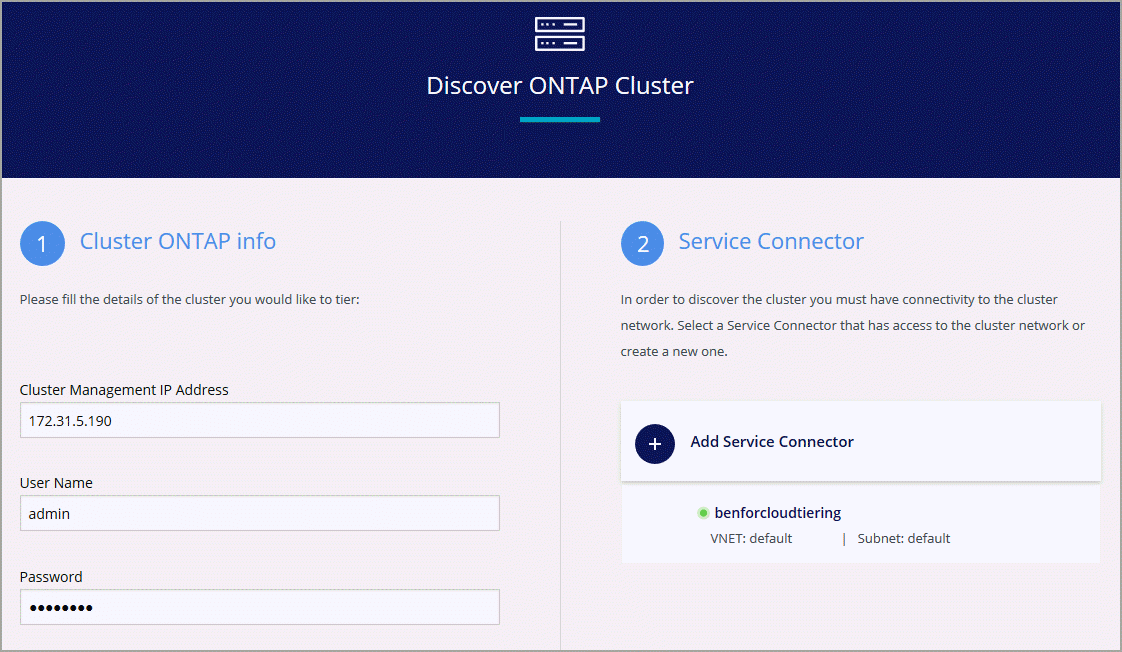 Discover ONTAP Cluster
1 Cluster ONTAP info
Please fill the details of the cluster you would like to tier:
Cluster Management IP Address
172.31.5.190
User Name
admin
Password
••••••••
2 Service Connector
In order to discover the cluster you must have connectivity to the cluster
network. Select a Service Connector that has access to the cluster network or
create a new one.
+ Add Service Connector
benforcloudtiering
VNET: default | Subnet: default